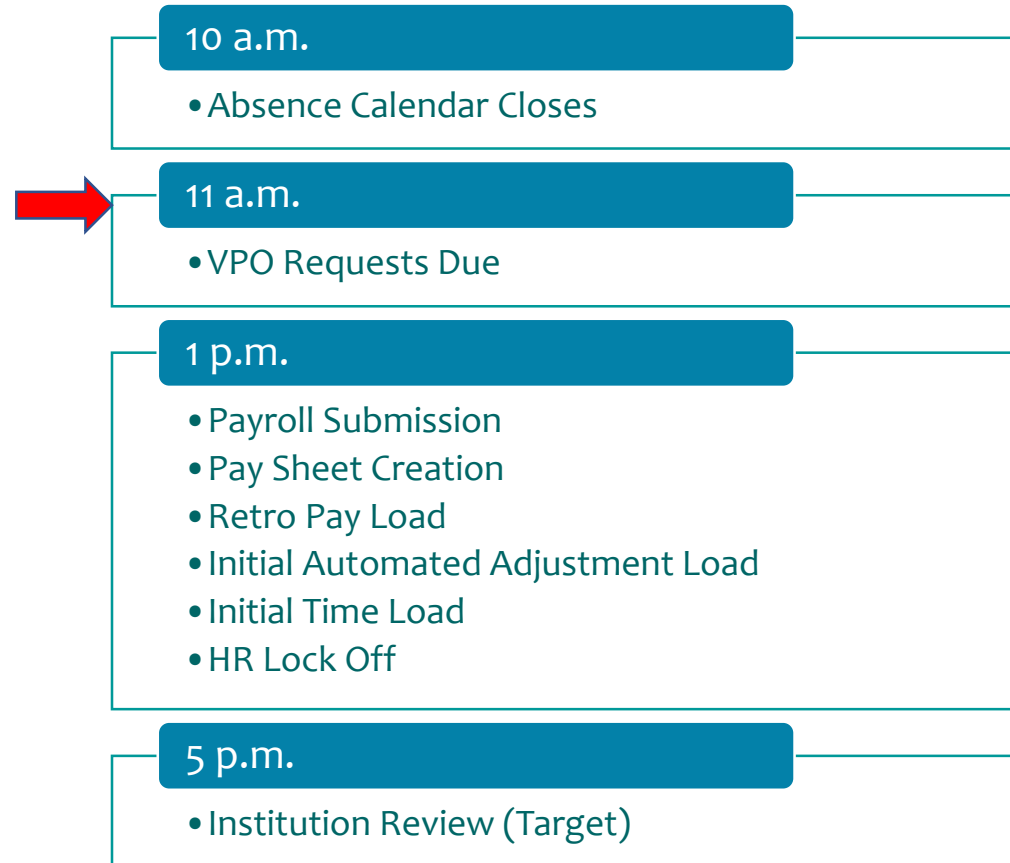 10 a.m.
•Absence Calendar Closes
11 a.m.
•VPO Requests Due
1 p.m.
•Payroll Submission
•Pay Sheet Creation
•Retro Pay Load
•Initial Automated Adjustment Load
•Initial Time Load
•HR Lock Off
5 p.m.
•Institution Review (Target)